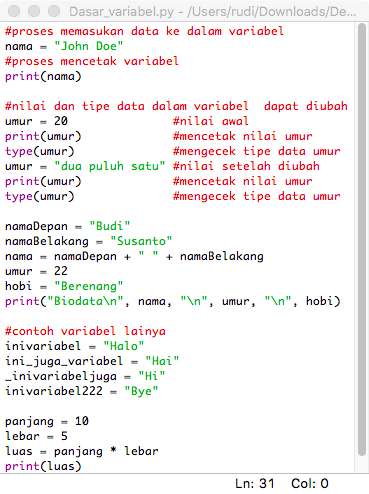 Dasar_variabel.py - /Users/rudi/Downloads/De...
#proses memasukan data ke dalam variabel
nama = "John Doe"
#proses mencetak variabel
print(nama)

#nilai dan tipe data dalam variabel  dapat diubah
umur = 20              #nilai awal
print(umur)            #mencetak nilai umur
type(umur)             #mengecek tipe data umur
umur = "dua puluh satu" #nilai setelah diubah
print(umur)            #mencetak nilai umur
type(umur)             #mengecek tipe data umur

namaDepan = "Budi"
namaBelakang = "Susanto"
nama = namaDepan + " " + namaBelakang
umur = 22
hobi = "Berenang"
print("Biodata\n", nama, "\n", umur, "\n", hobi)

#contoh variabel lainya
inivariabel = "Halo"
ini_juga_variabel = "Hai"
_inivariabeljuga = "Hi"
inivariabel222 = "Bye"

panjang = 10
lebar = 5
luas = panjang * lebar
print(luas)
Ln: 31  Col: 0